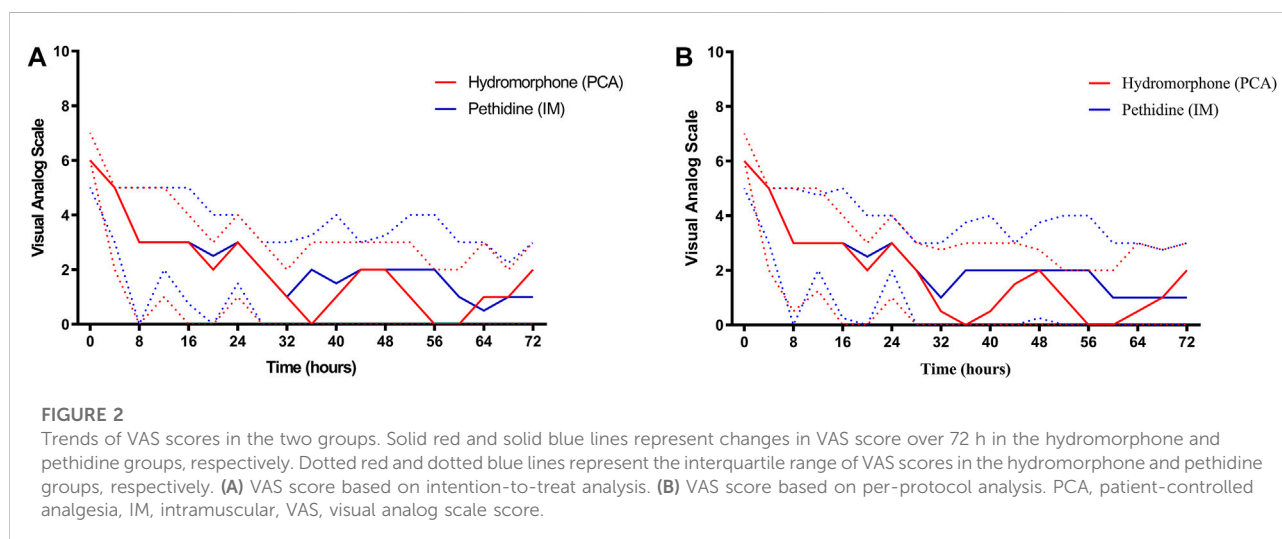 A
10
8
6
4
2
0
Visual Analog Scale
Hydromorphone (PCA)
Pethidine (IM)
0 8 16 24 32 40 48 56 64 72
Time (hours)
B
10
8
6
4
2
0
Visual Analog Scale
Hydromorphone (PCA)
Pethidine (IM)
0 8 16 24 32 40 48 56 64 72
Time (hours)
FIGURE 2
Trends of VAS scores in the two groups. Solid red and solid blue lines represent changes in VAS score over 72 h in the hydromorphone and
pethidine groups, respectively. Dotted red and dotted blue lines represent the interquartile range of VAS scores in the hydromorphone and pethidine
groups, respectively. (A) VAS score based on intention-to-treat analysis. (B) VAS score based on per-protocol analysis. PCA, patient-controlled
analgesia, IM, intramuscular, VAS, visual analog scale score.